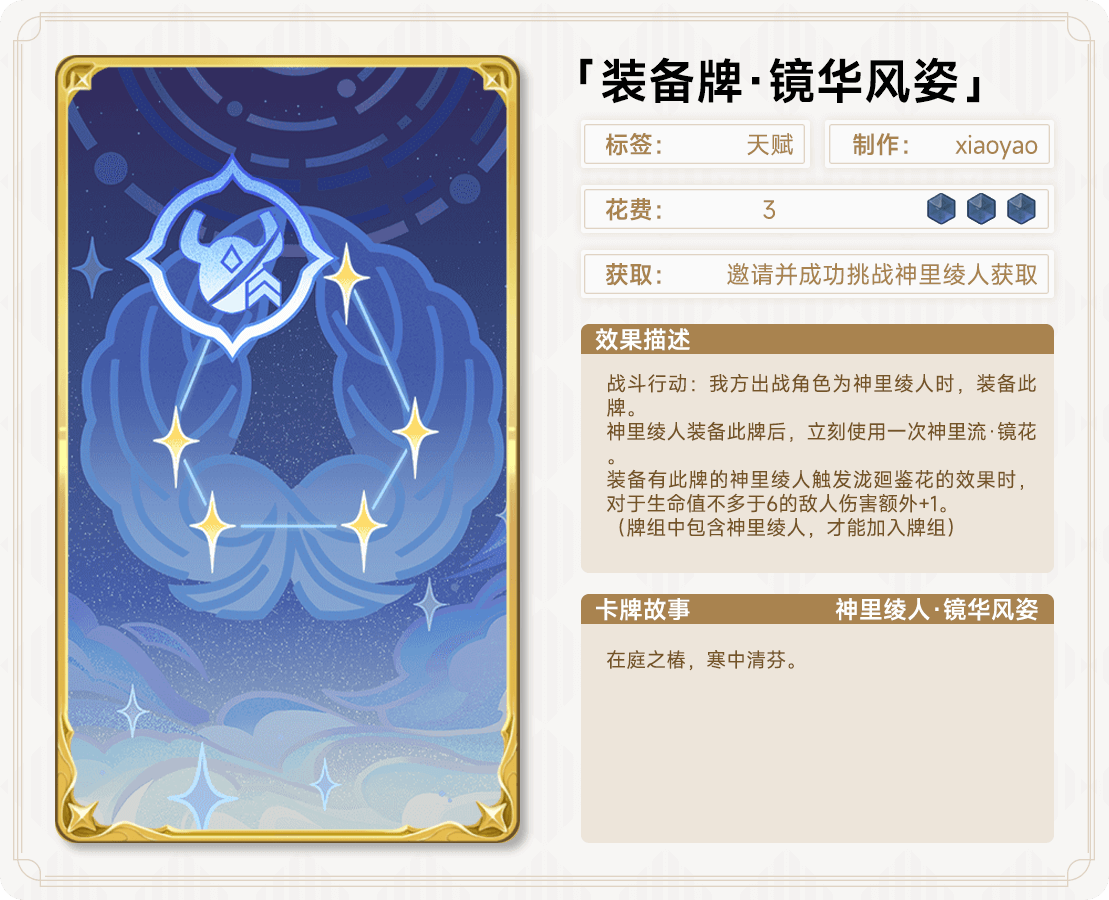 「装备牌·镜华风姿」
标签： 天赋 制作： xiaoyao
花费： 3
获取： 邀请并成功挑战神里绫人获取
效果描述
战斗行动：我方出战角色为神里绫人时，装备此
牌。
神里绫人装备此牌后，立刻使用一次神里流·镜花
。
装备有此牌的神里绫人触发泷廻鉴花的效果时，
对于生命值不多于6的敌人伤害额外+1。
（牌组中包含神里绫人，才能加入牌组）
卡牌故事 神里绫人·镜华风姿
在庭之椿，寒中清芬。